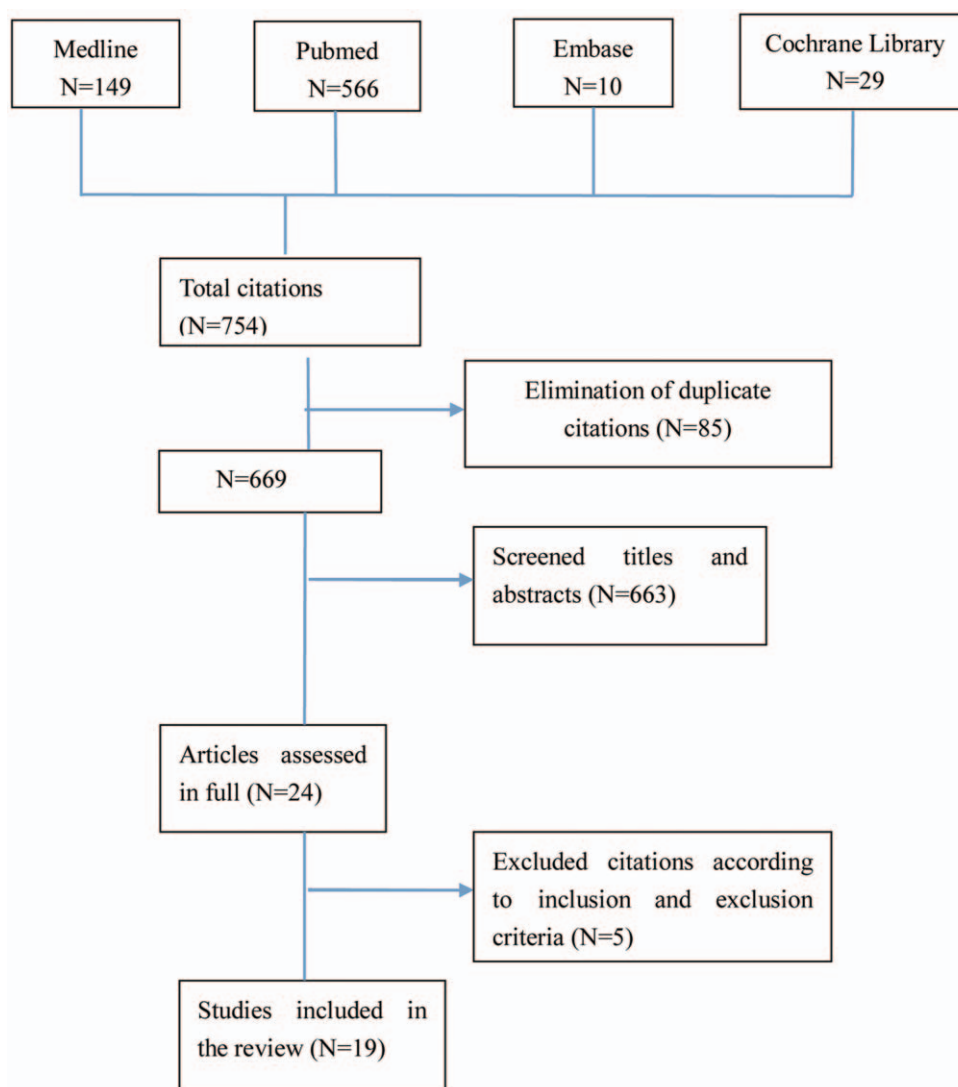 Medline
N=149
Pubmed
N=566
Embase
N=10
Cochrane Library
N=29
Total citations
(N=754)
Elimination of duplicate
citations (N=85)
N=669
Screened titles and
abstracts (N=663)
Articles assessed
in full (N=24)
Excluded citations according
to inclusion and exclusion
criteria (N=5)
Studies included in
the review (N=19)